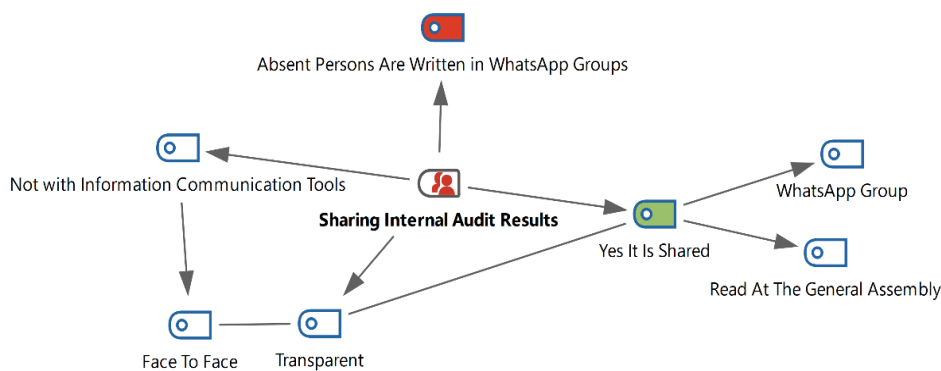 Absent Persons Are Written in WhatsApp Groups
Not with Information Communication Tools
WhatsApp Group
Sharing Internal Audit Results
Yes It Is Shared
Read At The General Assembly
Face To Face
Transparent